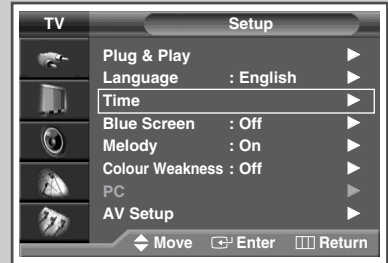 TV Setup
Plug & Play
Language : English
Time
Blue Screen : Off
Melody : On
Colour Weakness : Off
PC
AV Setup
Move Enter Return